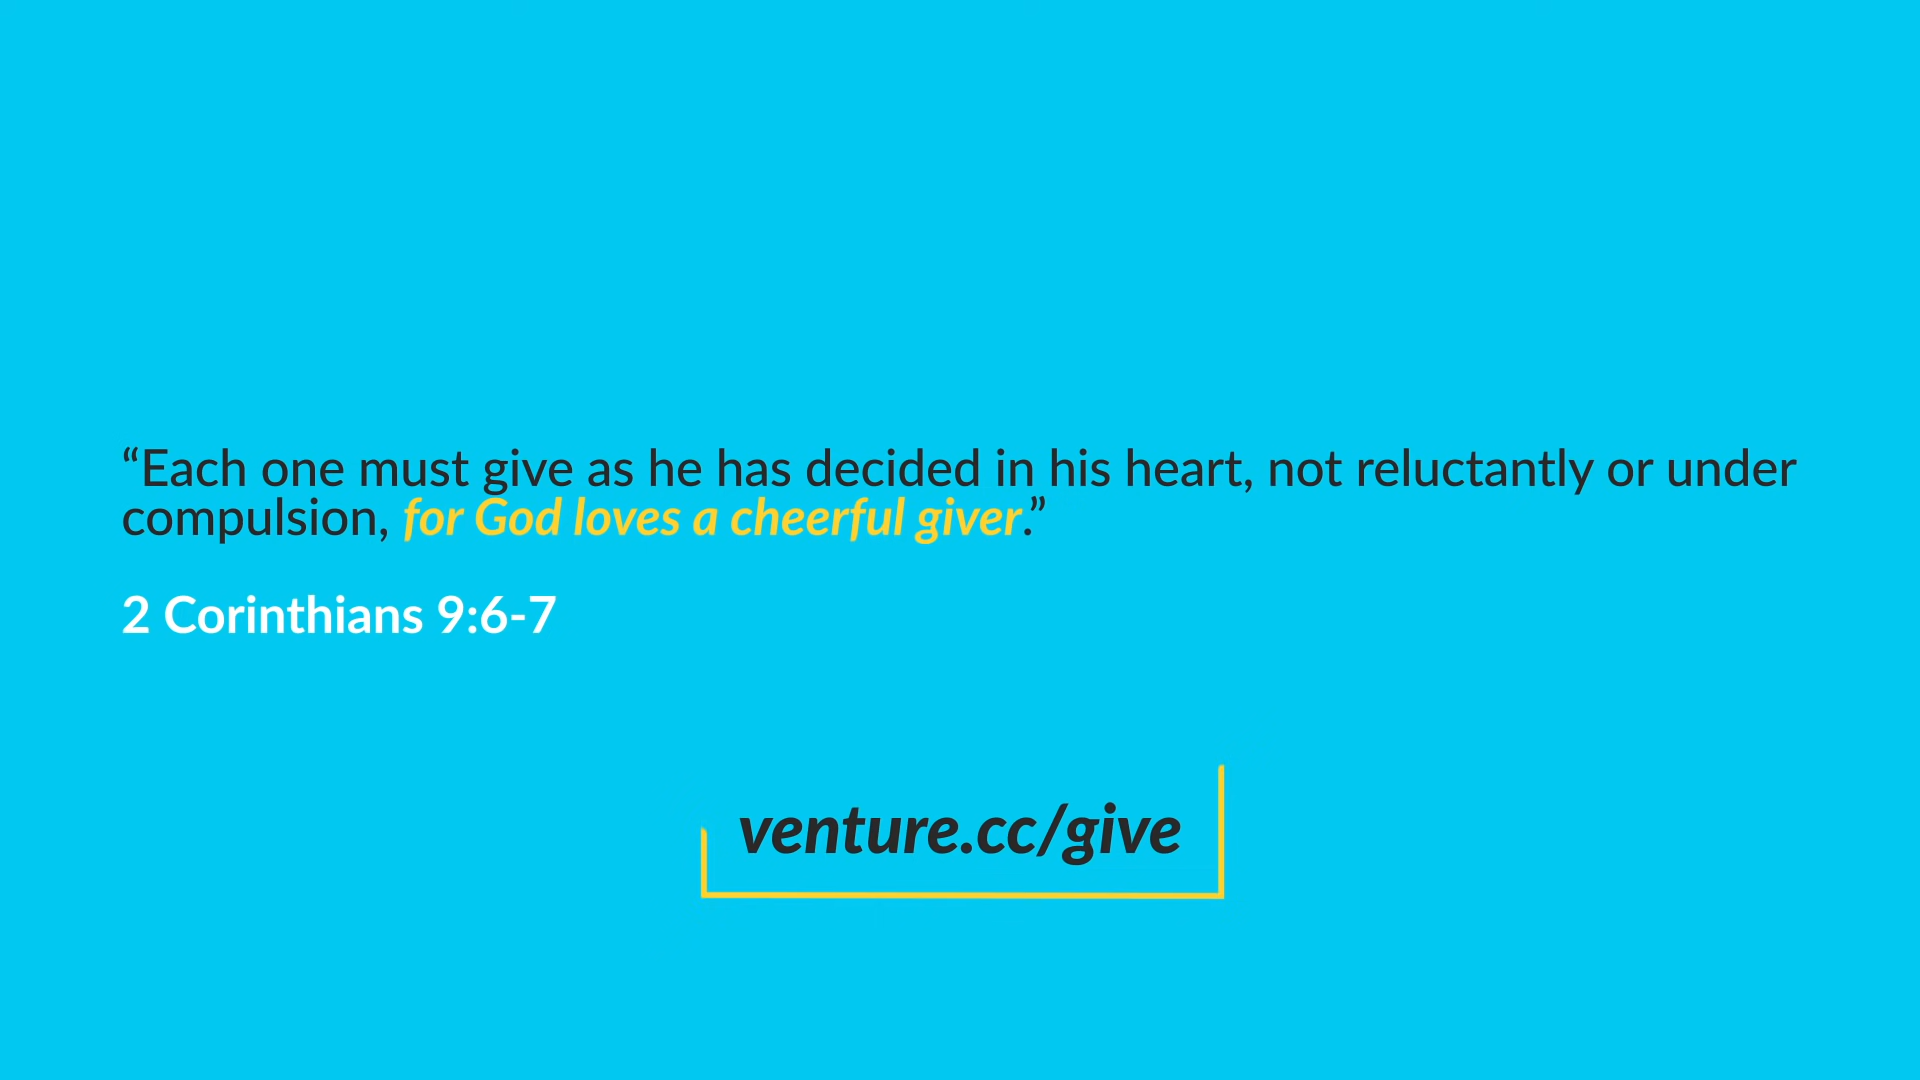 “Each one must give as he has decided in his heart, not reluctantly or under
compulsion, for God loves a cheerful giver.”
2 Corinthians 9:6-7
venture.cc/give